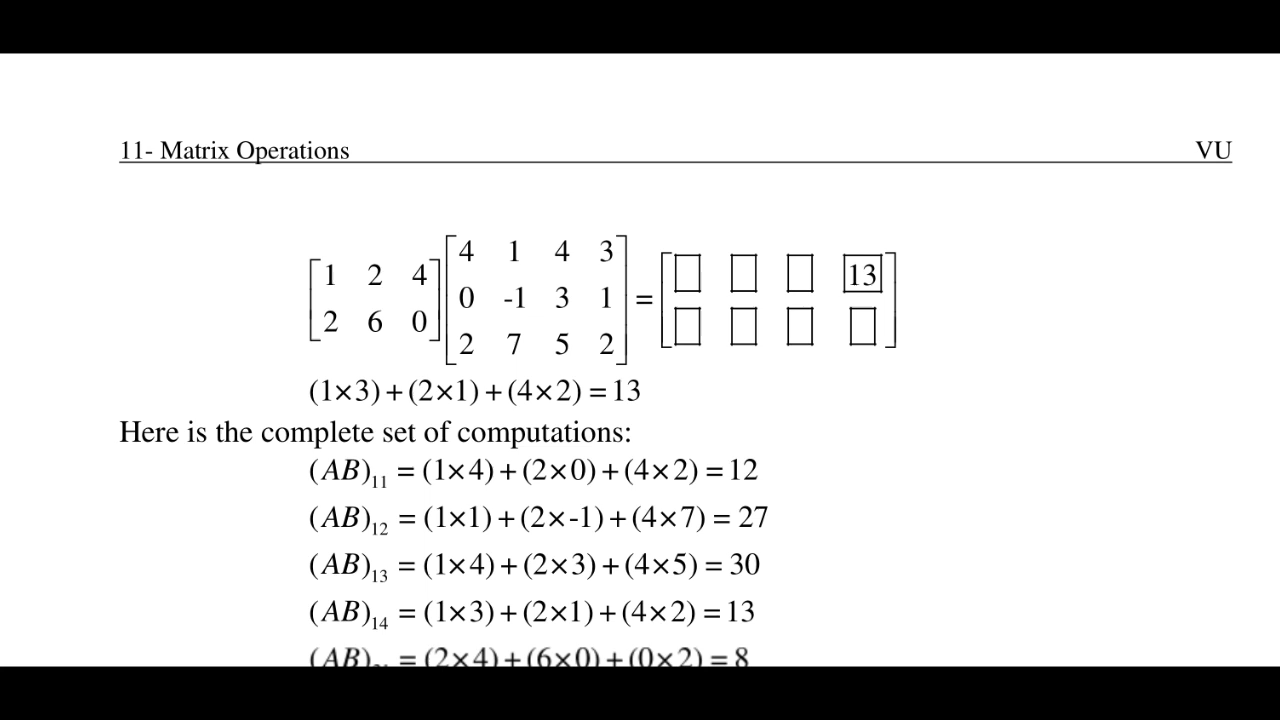 11- Matrix Operations VU
[1 2 4
2 6 0] [4 1 4 3
0 -1 3 1
2 7 5 2] = [□ □ □ 13
□ □ □ □]
(1×3)+(2×1)+(4×2)=13
Here is the complete set of computations:
(AB)₁₁ = (1×4)+(2×0)+(4×2)=12
(AB)₁₂ = (1×1)+(2×-1)+(4×7)= 27
(AB)₁₃ = (1×4)+(2×3)+(4×5)= 30
(AB)₁₄ = (1×3)+(2×1)+(4×2)=13
(AB) = (2×4)+(6×0)+(0×2)=8